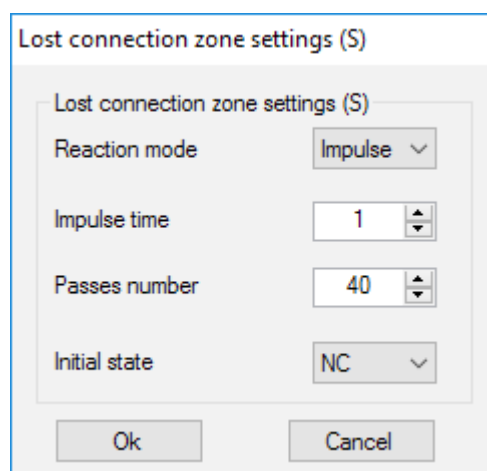 Lost connection zone settings (S)
Lost connection zone settings (S)
Reaction mode Impulse
Impulse time 1
Passes number 40
Initial state NC
Ok Cancel